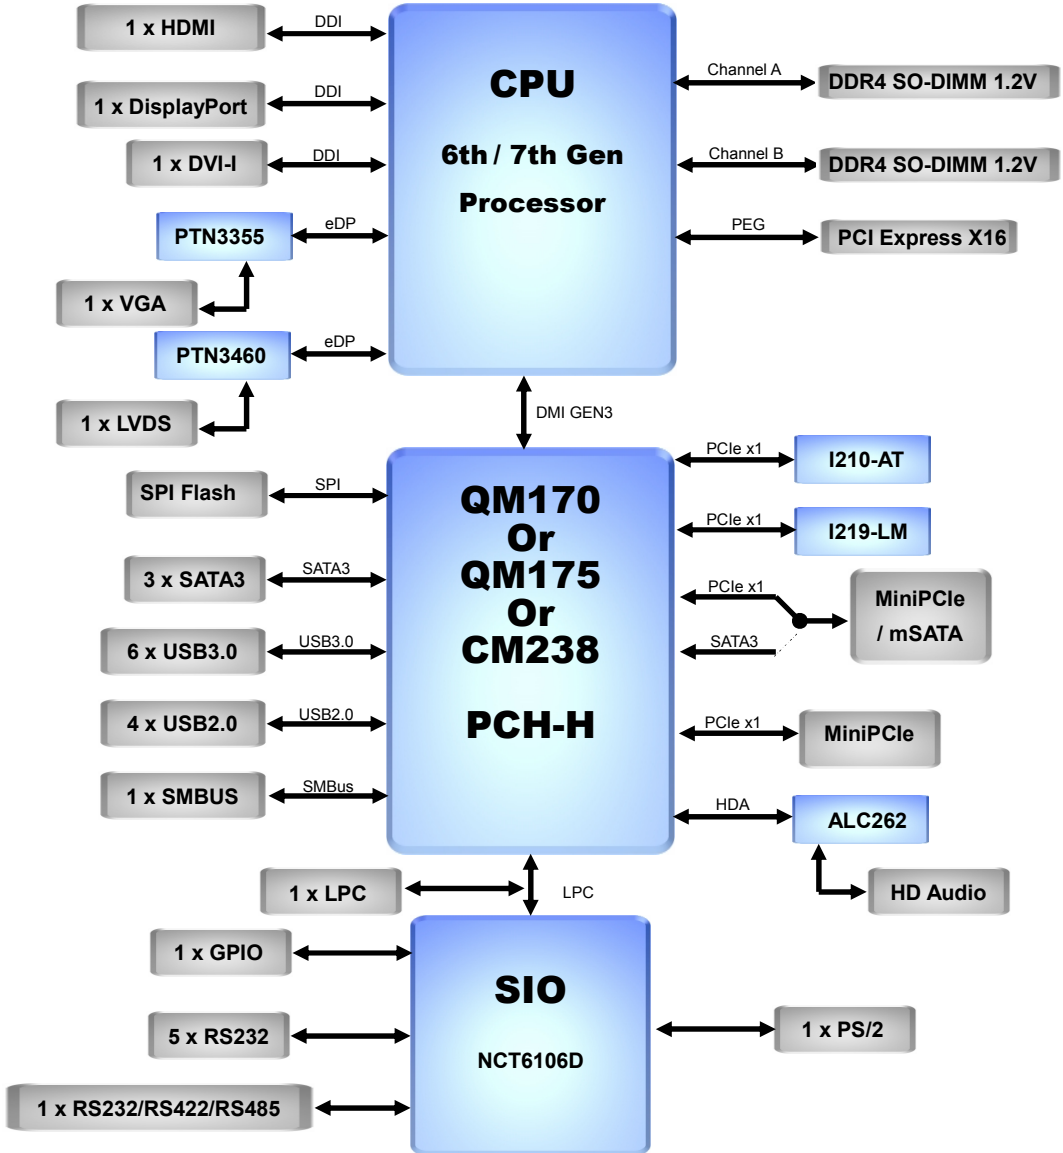 1 x HDMI
DDI
1 x DisplayPort
DDI
1 x DVI-I
DDI
PTN3355
eDP
1 x VGA
PTN3460
eDP
1 x LVDS
CPU
6th / 7th Gen
Processor
Channel A
DDR4 SO-DIMM 1.2V
Channel B
DDR4 SO-DIMM 1.2V
PEG
PCI Express X16
DMI GEN3
SPI Flash
SPI
3 x SATA3
SATA3
6 x USB3.0
USB3.0
4 x USB2.0
USB2.0
1 x SMBUS
SMBus
QM170
Or
QM175
Or
CM238
PCH-H
PCIe x1
I210-AT
PCIe x1
I219-LM
PCIe x1
SATA3
MiniPCIe
/ mSATA
PCIe x1
MiniPCIe
HDA
ALC262
HD Audio
1 x LPC
LPC
1 x GPIO
5 x RS232
1 x RS232/RS422/RS485
SIO
NCT6106D
1 x PS/2